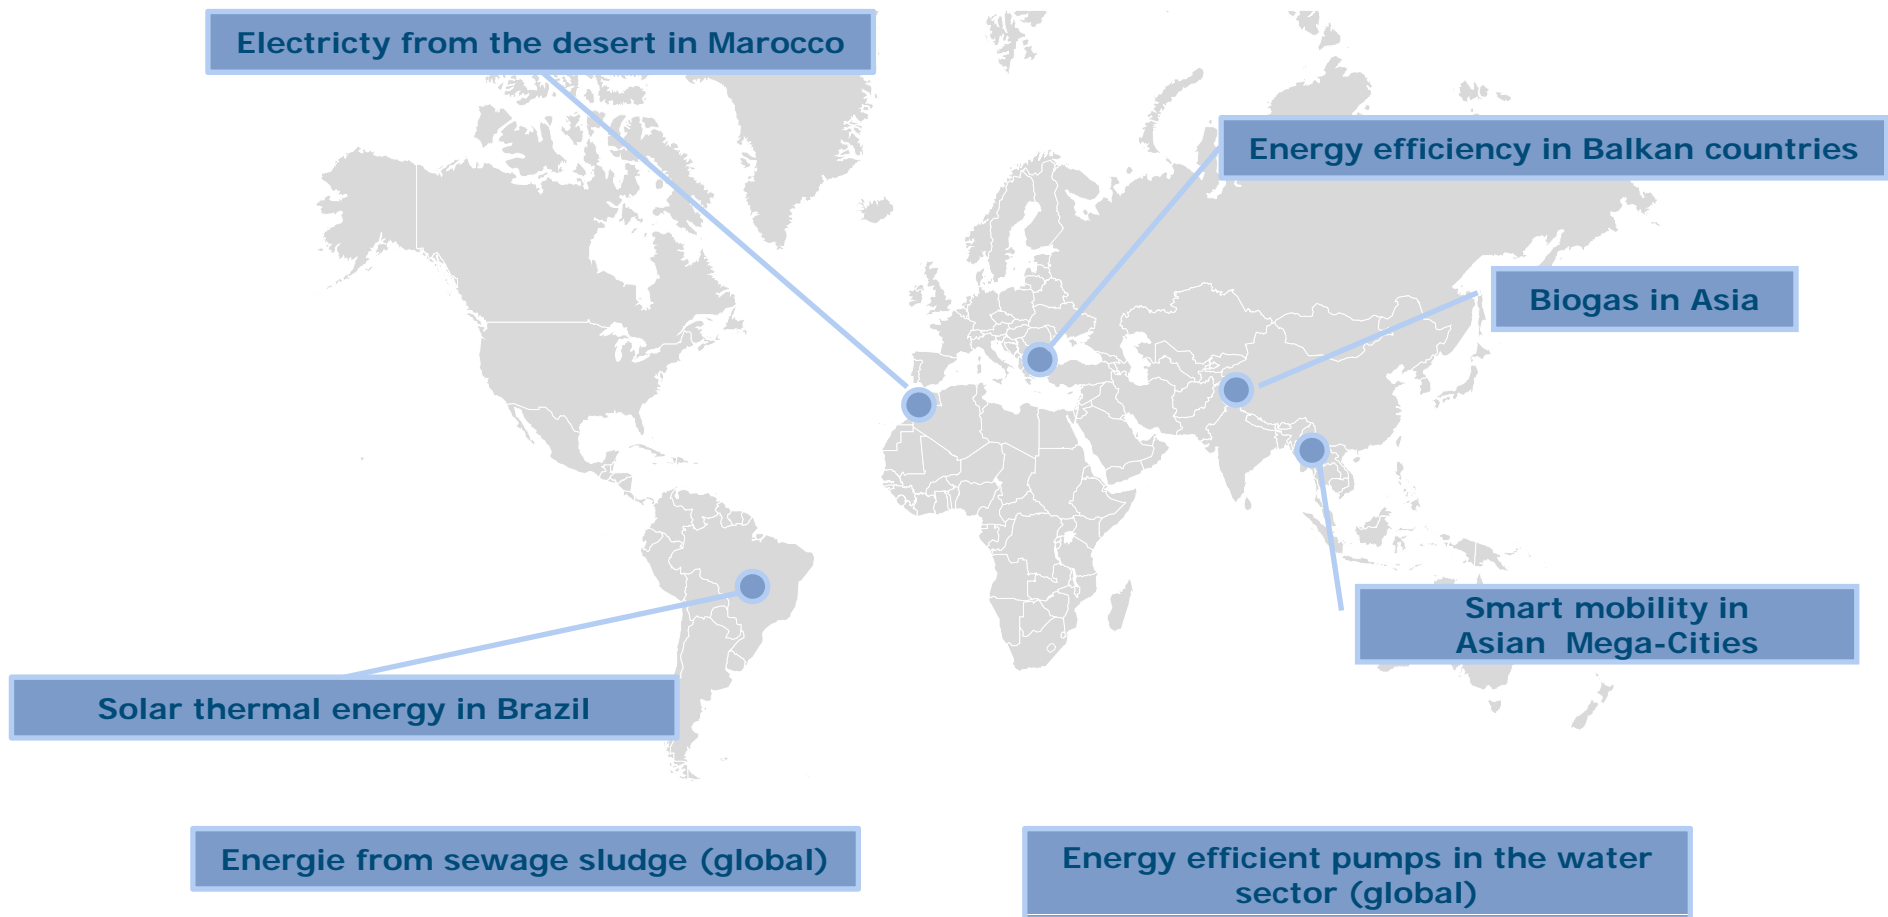 Electricty from the desert in Marocco
Energy efficiency in Balkan countries
Biogas in Asia
Smart mobility in
Asian Mega-Cities
Solar thermal energy in Brazil
Energie from sewage sludge (global)
Energy efficient pumps in the water
sector (global)